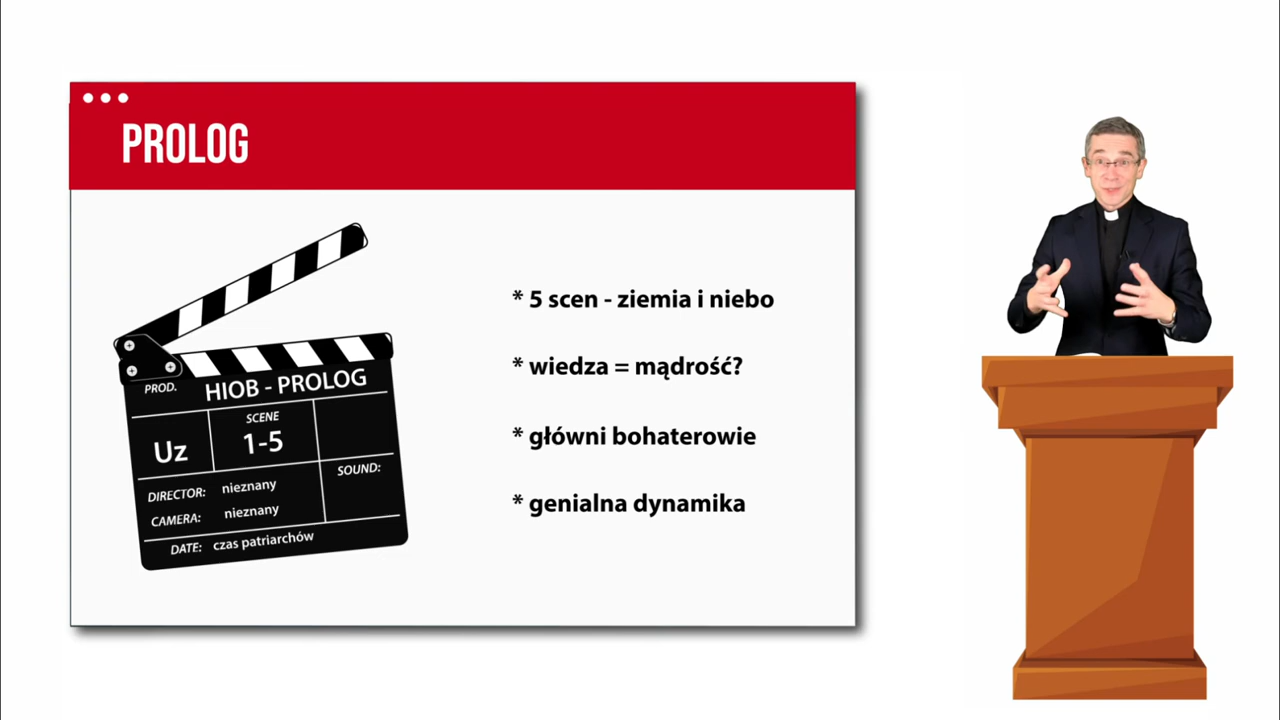 PROLOG
PROD. HIOB - PROLOG
SCENE
Uz 1-5
SOUND:
DIRECTOR: nieznany
CAMERA: nieznany
DATE: czas patriarchów
* 5 scen - ziemia i niebo
* wiedza = mądrość?
* główni bohaterowie
* genialna dynamika